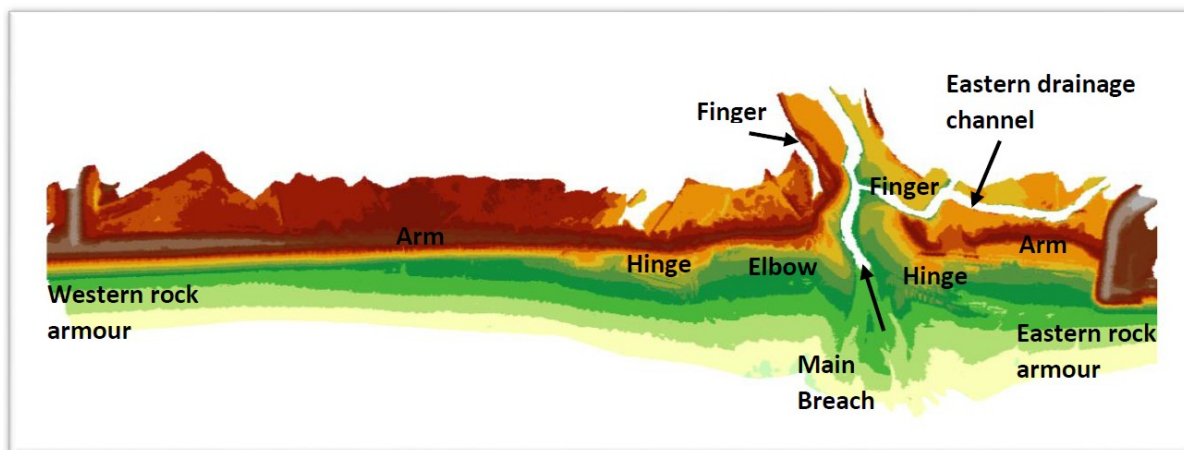 Eastern drainage
channel
Finger
Finger
Arm
Arm
Hinge
Elbow
Hinge
Western rock
armour
Eastern rock
armour
Main
Breach